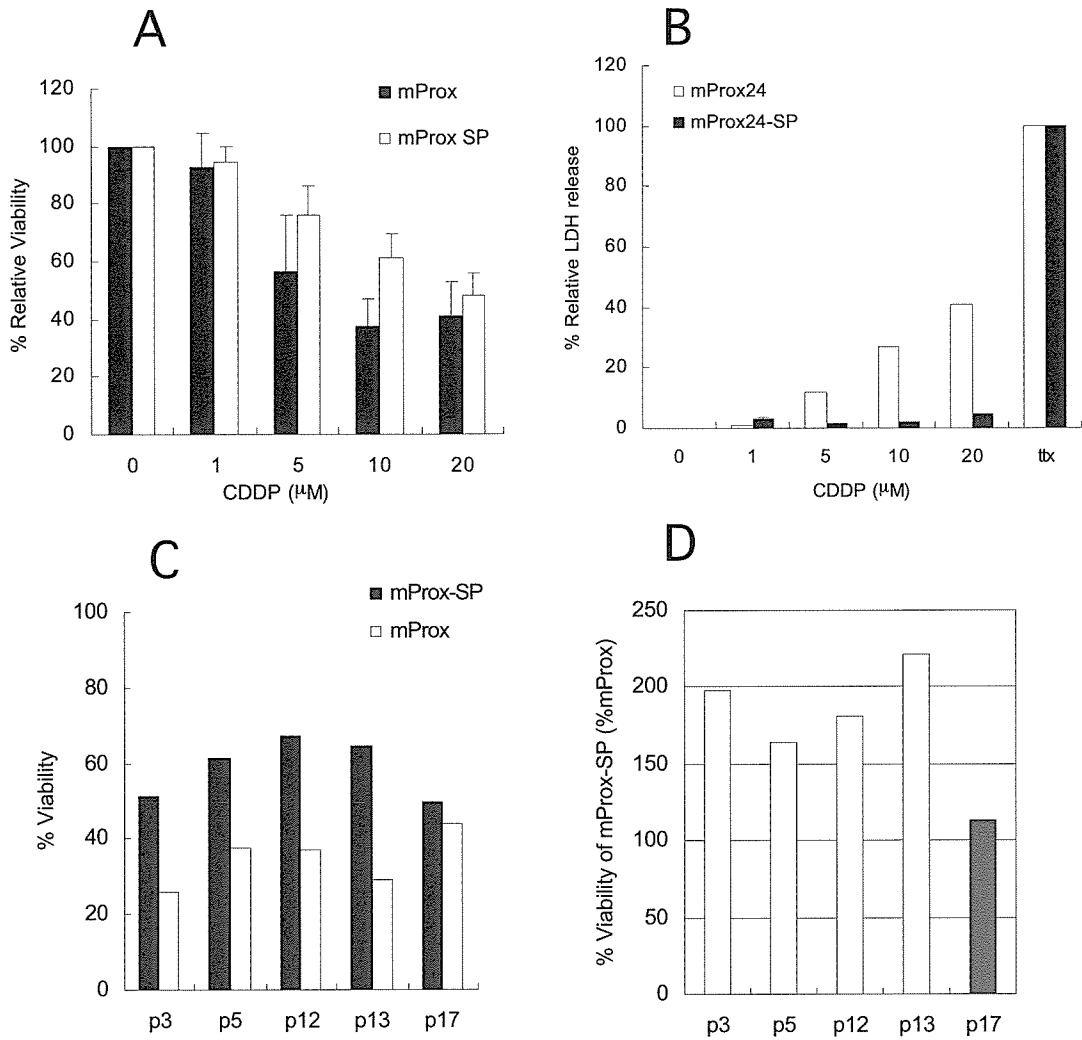 A
% Relative Viability
120
100
80
60
40
20
0
mProx
mProx SP
0 1 5 10 20
CDDP (μM)
B
% Relative LDH release
120
100
80
60
40
20
0
mProx24
mProx24-SP
0 1 5 10 20 ttx
CDDP (μM)
C
% Viability
100
80
60
40
20
0
mProx-SP
mProx
p3 p5 p12 p13 p17
D
% Viability of mProx-SP (%mProx)
250
200
150
100
50
0
p3 p5 p12 p13 p17